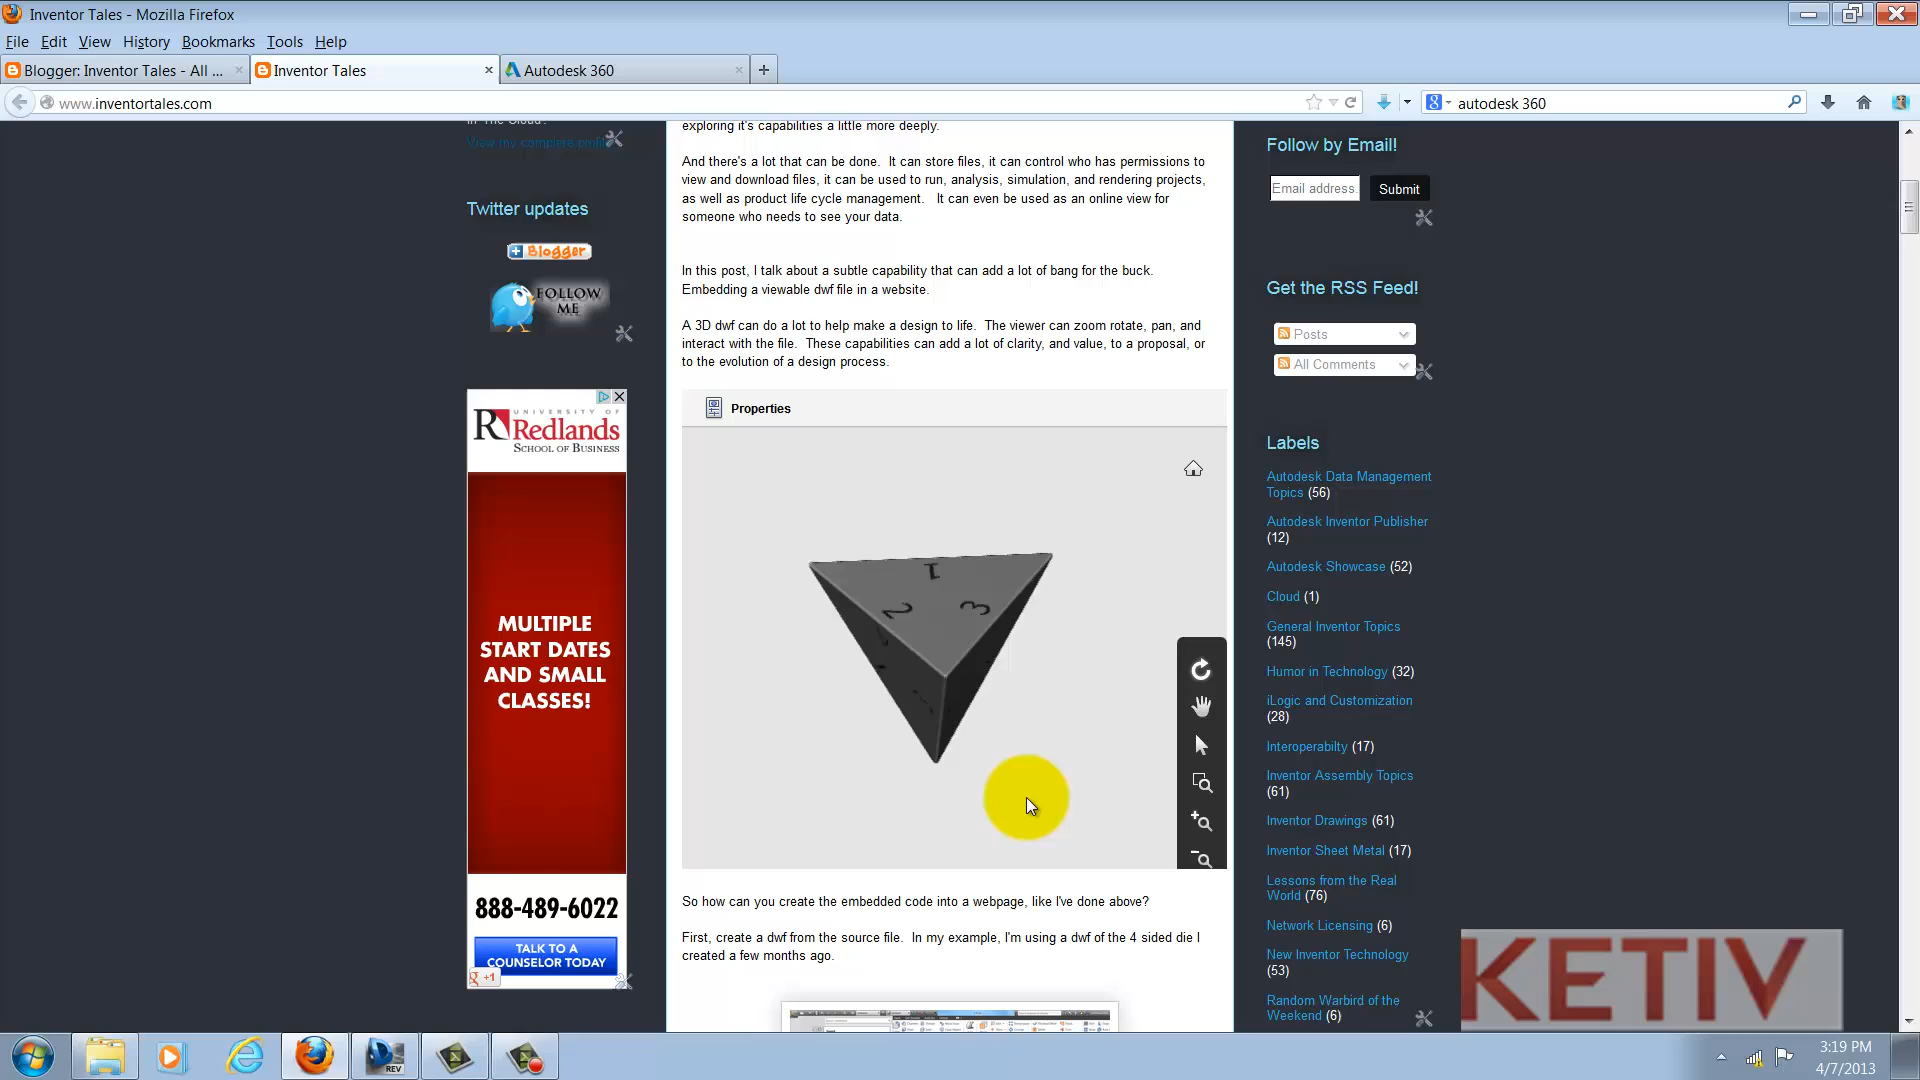 Inventor Tales - Mozilla Firefox
File Edit View History Bookmarks Tools Help
Blogger: Inventor Tales - All ...
Inventor Tales
Autodesk 360
www.inventortales.com
autodesk 360
View my complete profil
Twitter updates
+ Blogger
FOLLOW
ME
R
UNIVERSITY OF
Redlands
SCHOOL OF BUSINESS
MULTIPLE
START DATES
AND SMALL
CLASSES!
888-489-6022
TALK TO A
COUNSELOR TODAY
g +1
exploring it's capabilities a little more deeply.
And there's a lot that can be done. It can store files, it can control who has permissions to
view and download files, it can be used to run, analysis, simulation, and rendering projects,
as well as product life cycle management. It can even be used as an online view for
someone who needs to see your data.
In this post, I talk about a subtle capability that can add a lot of bang for the buck.
Embedding a viewable dwf file in a website.
A 3D dwf can do a lot to help make a design to life. The viewer can zoom rotate, pan, and
interact with the file. These capabilities can add a lot of clarity, and value, to a proposal, or
to the evolution of a design process.
Properties
1
2 3
So how can you create the embedded code into a webpage, like I've done above?
First, create a dwf from the source file. In my example, I'm using a dwf of the 4 sided die I
created a few months ago.
Follow by Email!
Email address.
Submit
Get the RSS Feed!
Posts
All Comments
Labels
Autodesk Data Management
Topics (56)
Autodesk Inventor Publisher
(12)
Autodesk Showcase (52)
Cloud (1)
General Inventor Topics
(145)
Humor in Technology (32)
iLogic and Customization
(28)
Interoperabilty (17)
Inventor Assembly Topics
(61)
Inventor Drawings (61)
Inventor Sheet Metal (17)
Lessons from the Real
World (76)
Network Licensing (6)
New Inventor Technology
(53)
Random Warbird of the
Weekend (6)
KETIV
REV
3:19 PM
4/7/2013